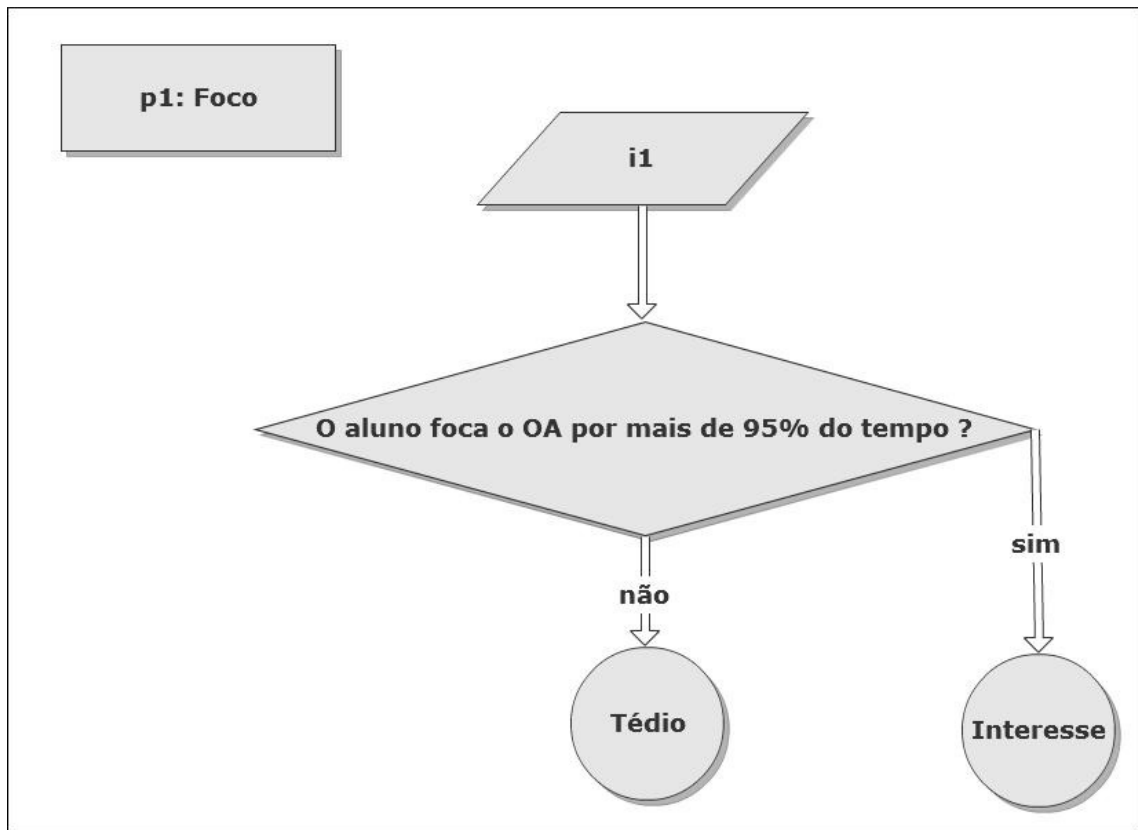 p1: Foco
i1
O aluno foca o OA por mais de 95% do tempo ?
sim
não
Tédio
Interesse